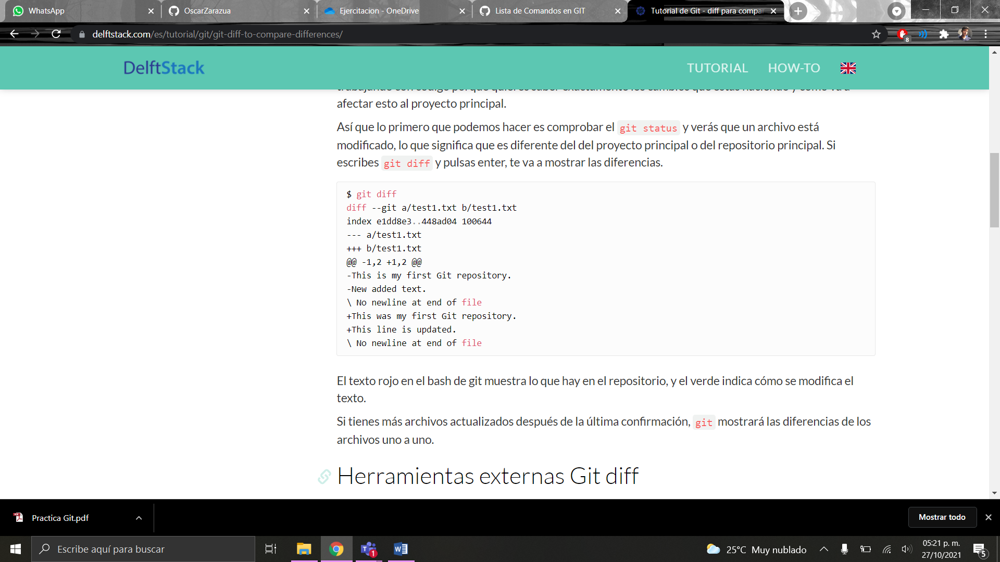 WhatsApp
OscarZarazua
Ejercitacion - OneDrive
Lista de Comandos en GIT
Tutorial de Git - diff para compa
delftstack.com/es/tutorial/git/git-diff-to-compare-differences/
8
DelftStack
TUTORIAL
HOW-TO
afectar esto al proyecto principal.
Así que lo primero que podemos hacer es comprobar el git status y verás que un archivo está
modificado, lo que significa que es diferente del del proyecto principal o del repositorio principal. Si
escribes git diff y pulsas enter, te va a mostrar las diferencias.
$ git diff
diff --git a/test1.txt b/test1.txt
index e1dd8e3..448ad04 100644
--- a/test1.txt
+++ b/test1.txt
@@ -1,2 +1,2 @@
-This is my first Git repository.
-New added text.
\ No newline at end of file
+This was my first Git repository.
+This line is updated.
\ No newline at end of file
El texto rojo en el bash de git muestra lo que hay en el repositorio, y el verde indica cómo se modifica el
texto.
Si tienes más archivos actualizados después de la última confirmación, git mostrará las diferencias de los
archivos uno a uno.
Herramientas externas Git diff
Practica Git.pdf
Mostrar todo
Escribe aquí para buscar
1
25°C Muy nublado
05:21 p. m.
27/10/2021
5